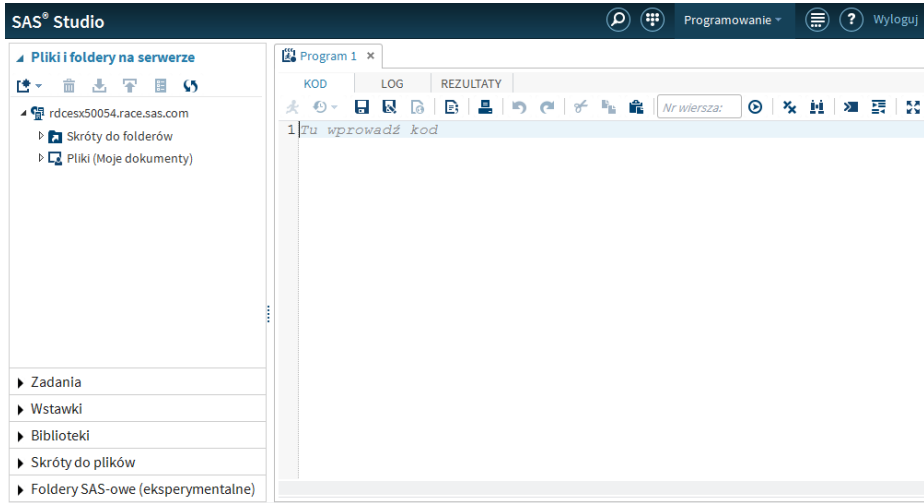 SAS® Studio
Programowanie
? Wyloguj
Pliki i foldery na serwerze
rdcesx50054.race.sas.com
Skróty do folderów
Pliki (Moje dokumenty)
Zadania
Wstawki
Biblioteki
Skróty do plików
Foldery SAS-owe (eksperymentalne)
Program 1 ×
KOD LOG REZULTATY
Nr wiersza:
1 Tu wprowadź kod